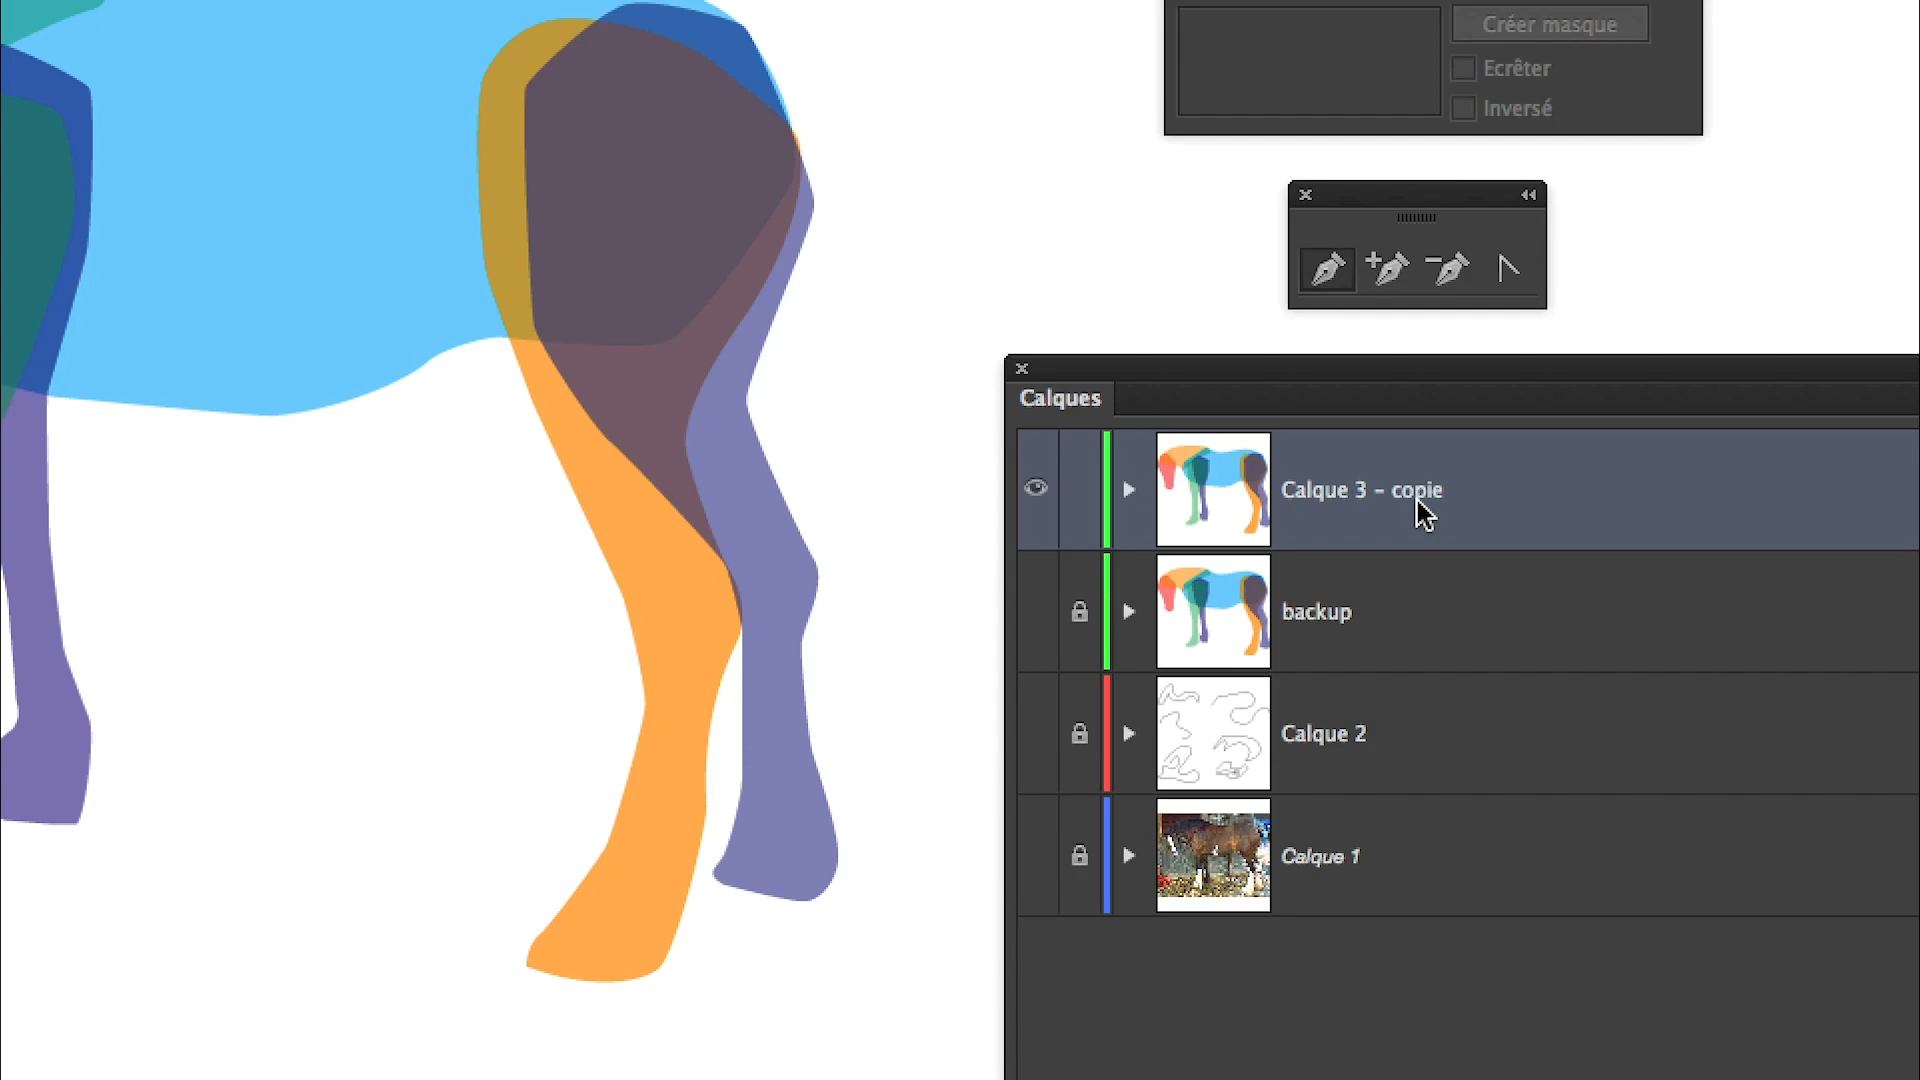 Créer masque
Ecrêter
Inversé
Calques
Calque 3 – copie
backup
Calque 2
Calque 1